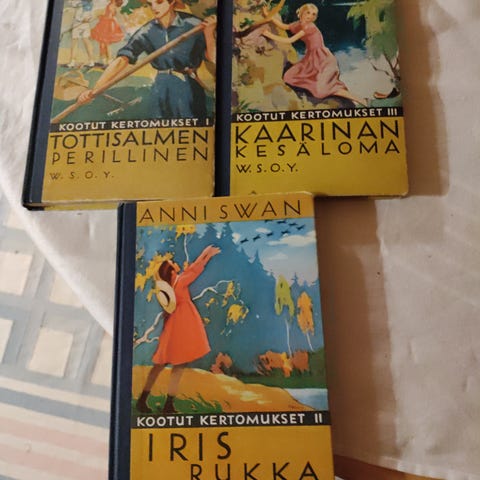 KOOTUT KERTOMUKSET I
TOTTISALMEN
PERILLINEN
W.S.O.Y.
KOOTUT KERTOMUKSET III
KAARINAN
KESÄLOMA
W.S.O.Y.
ANNI SWAN
KOOTUT KERTOMUKSET II
IRIS
RUKKA